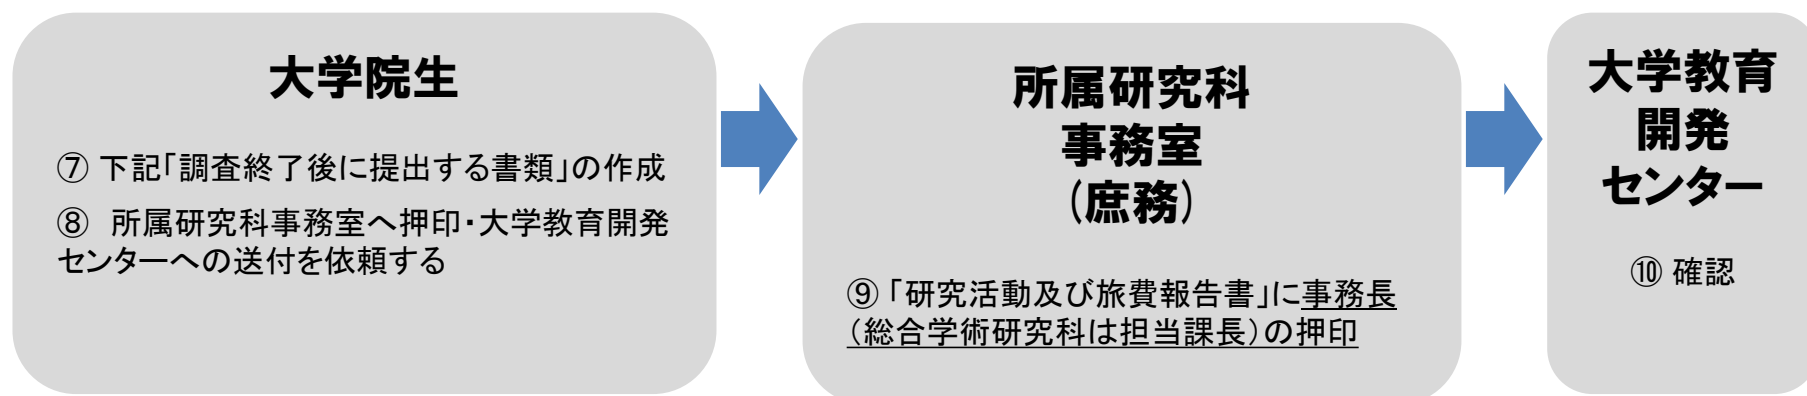 大学院生
⑦ 下記「調査終了後に提出する書類」の作成
⑧　所属研究科事務室へ押印・大学教育開発
センターへの送付を依頼する
所属研究科
事務室
(庶務)
⑨「研究活動及び旅費報告書」に事務長
(総合学術研究科は担当課長)の押印
大学教育
開発
センター
⑩ 確認